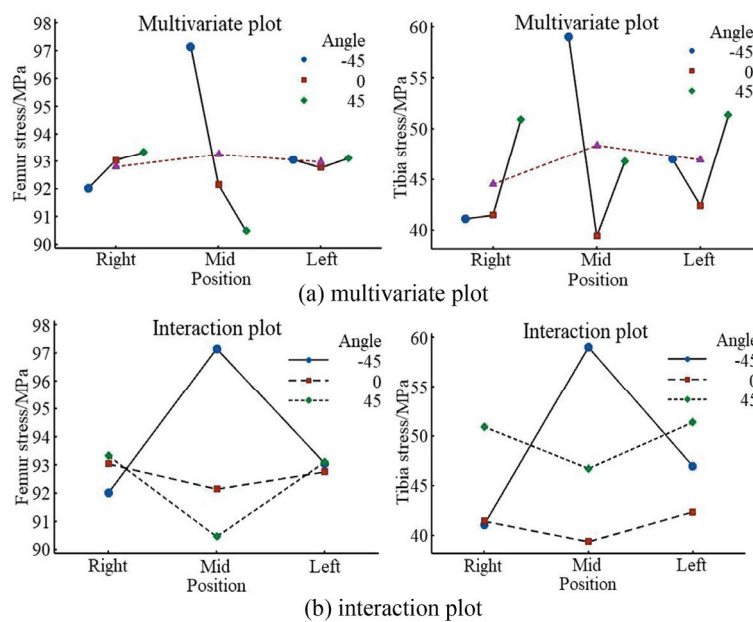 Multivariate plot
Angle
-45
0
45
Femur stress/MPa
98
97
96
95
94
93
92
91
90
Right
Mid
Left
Position
Multivariate plot
Angle
-45
0
45
Tibia stress/MPa
60
55
50
45
40
Right
Mid
Left
Position
(a) multivariate plot
Interaction plot
Angle
-45
0
45
Femur stress/MPa
98
97
96
95
94
93
92
91
90
Right
Mid
Left
Position
Interaction plot
Angle
-45
0
45
Tibia stress/MPa
60
55
50
45
40
Right
Mid
Left
Position
(b) interaction plot